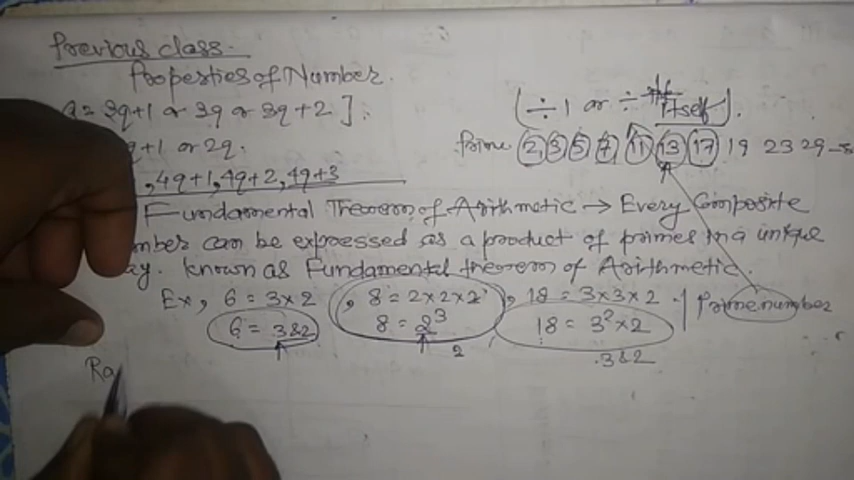 Previous class.
Properties of Number.
a = 3q+1 or 3q or 3q+2 ].
(÷1 or ÷ itself).
q+1 or 2q.
Prime 2, 3, 5, 7, 11, 13, 17, 19 23 29
, 4q+1, 4q+2, 4q+3
Fundamental Theorem of Arithmetic → Every Composite
mber can be expressed as a product of primes in a unique
ay. known as Fundamental theorem of Arithmetic.
Ex, 6 = 3×2 , 8 = 2×2×2 , 18 = 3×3×2 . | Prime number
6 = 3&2 8 = 2³ 18 = 3²×2
2 .3&2
Ra